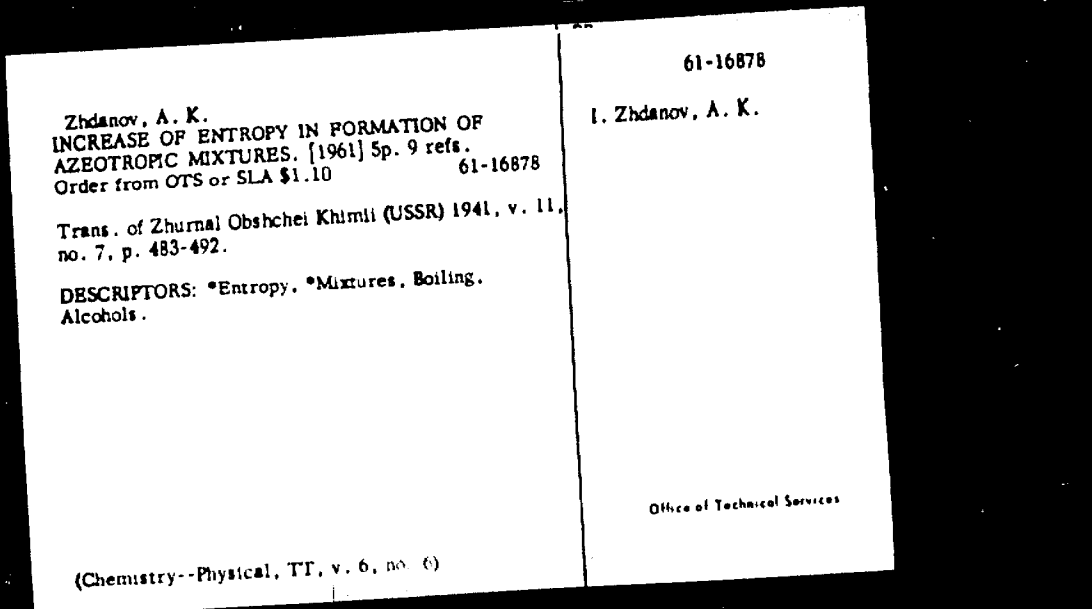 Zhdanov, A. K.
INCREASE OF ENTROPY IN FORMATION OF
AZEOTROPIC MIXTURES. [1961] 5p. 9 refs.
Order from OTS or SLA $1.10 61-16878
Trans. of Zhurnal Obshchei Khimii (USSR) 1941, v. 11,
no. 7, p. 483-492.
DESCRIPTORS: *Entropy, *Mixtures, Boiling,
Alcohols.
(Chemistry--Physical, TT, v. 6, no. 6)
61-16878
I. Zhdanov, A. K.
Office of Technical Services